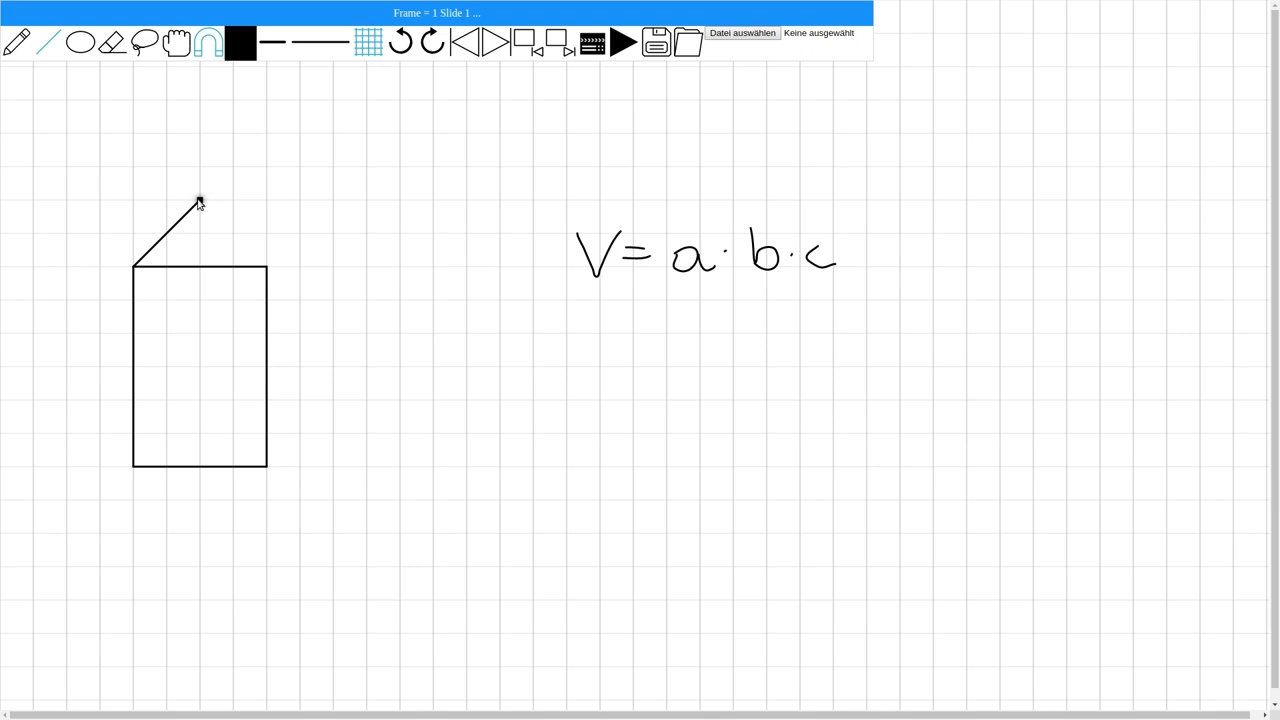 Frame = 1 Slide 1 ...
Datei auswählen Keine ausgewählt
V = a · b · c